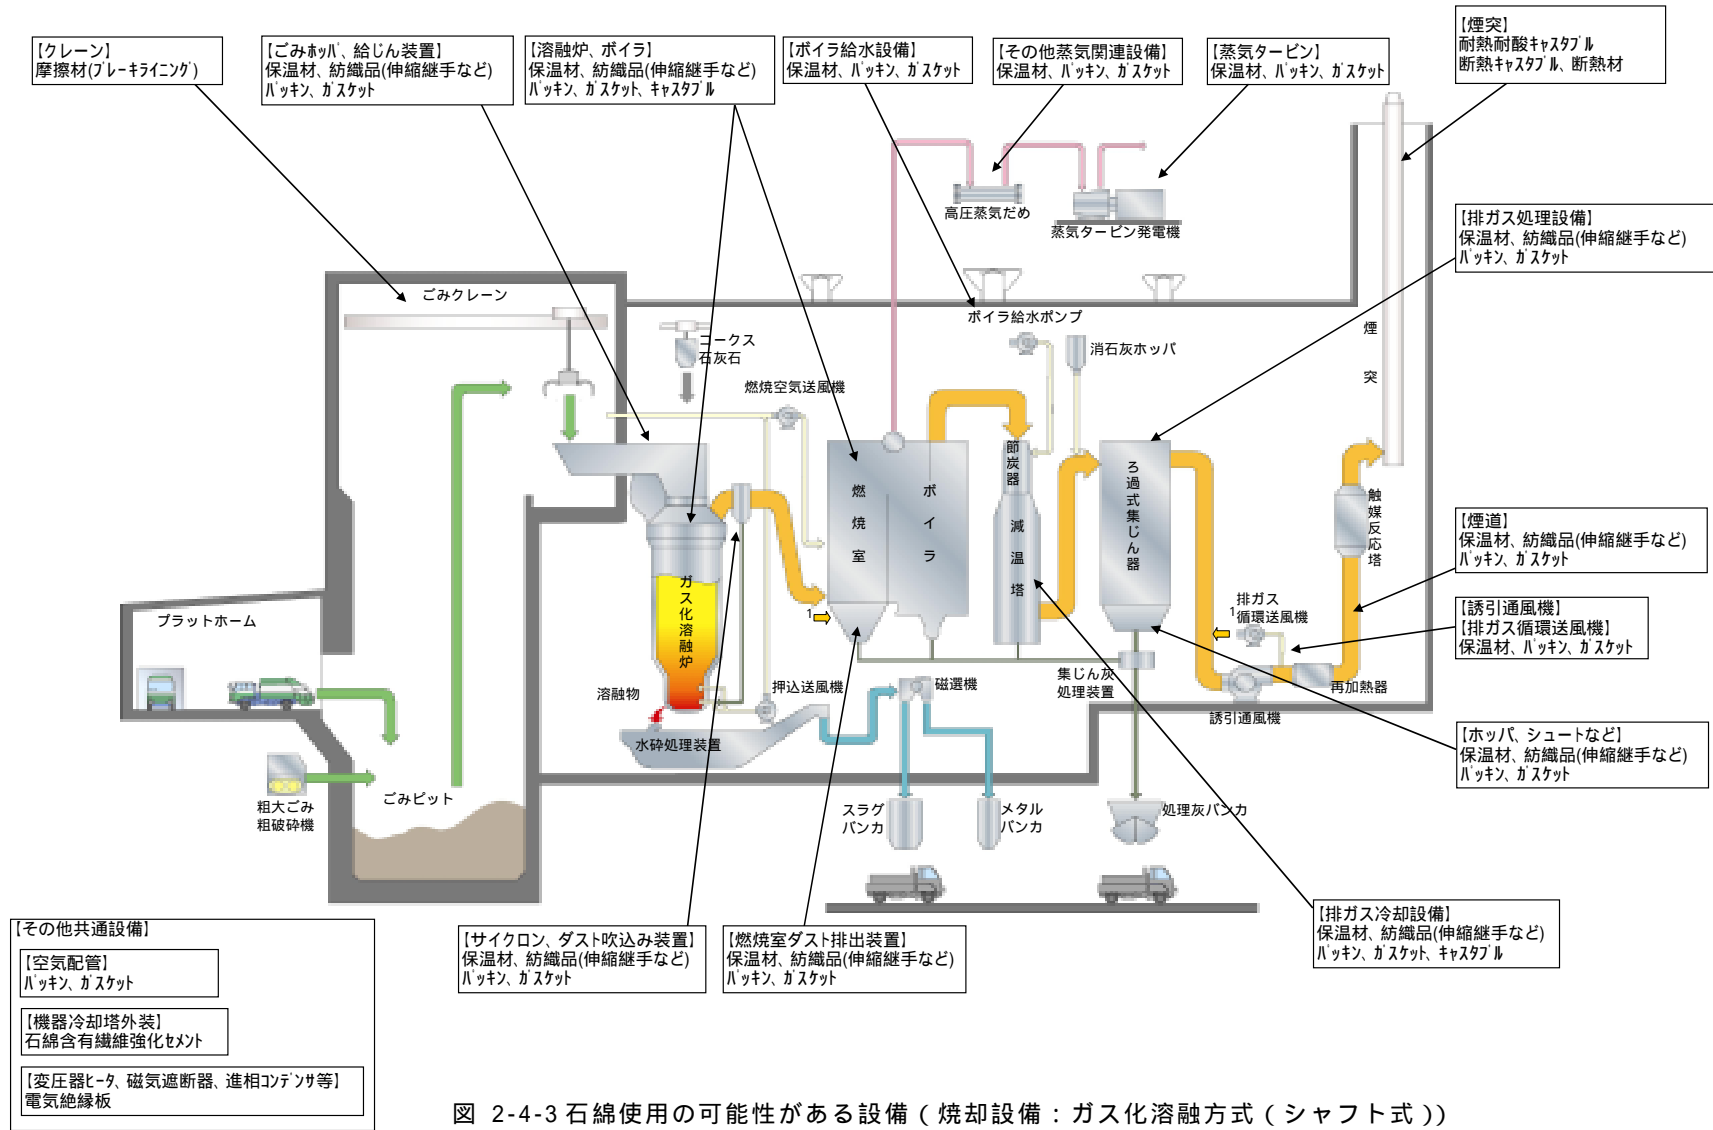 【クレーン】
摩擦材(ﾌﾞﾚｰｷﾗｲﾆﾝｸﾞ)
【ごみﾎｯﾊﾟ、給じん装置】
保温材、紡織品(伸縮継手など)
ﾊﾟｯｷﾝ、ｶﾞｽｹｯﾄ
【溶融炉、ボイラ】
保温材、紡織品(伸縮継手など)
ﾊﾟｯｷﾝ、ｶﾞｽｹｯﾄ、ｷｬｽﾀﾌﾞﾙ
【ボイラ給水設備】
保温材、ﾊﾟｯｷﾝ、ｶﾞｽｹｯﾄ
【その他蒸気関連設備】
保温材、ﾊﾟｯｷﾝ、ｶﾞｽｹｯﾄ
【蒸気タービン】
保温材、ﾊﾟｯｷﾝ、ｶﾞｽｹｯﾄ
【煙突】
耐熱耐酸ｷｬｽﾀﾌﾞﾙ
断熱ｷｬｽﾀﾌﾞﾙ、断熱材
高圧蒸気だめ
蒸気タービン発電機
【排ガス処理設備】
保温材、紡織品(伸縮継手など)
ﾊﾟｯｷﾝ、ｶﾞｽｹｯﾄ
ごみクレーン
コークス
石灰石
燃焼空気送風機
ボイラ給水ポンプ
消石灰ホッパ
煙突
燃焼室
ボイラ
節炭器
減温塔
ろ過式集じん器
触媒反応塔
【煙道】
保温材、紡織品(伸縮継手など)
ﾊﾟｯｷﾝ、ｶﾞｽｹｯﾄ
ガス化溶融炉
1
排ガス
1循環送風機
【誘引通風機】
【排ガス循環送風機】
保温材、ﾊﾟｯｷﾝ、ｶﾞｽｹｯﾄ
プラットホーム
溶融物
押込送風機
磁選機
集じん灰
処理装置
再加熱器
誘引通風機
水砕処理装置
【ホッパ、シュートなど】
保温材、紡織品(伸縮継手など)
ﾊﾟｯｷﾝ、ｶﾞｽｹｯﾄ
粗大ごみ
粗破砕機
ごみピット
スラグ
バンカ
メタル
バンカ
処理灰バンカ
【サイクロン、ダスト吹込み装置】
保温材、紡織品(伸縮継手など)
ﾊﾟｯｷﾝ、ｶﾞｽｹｯﾄ
【燃焼室ダスト排出装置】
保温材、紡織品(伸縮継手など)
ﾊﾟｯｷﾝ、ｶﾞｽｹｯﾄ
【排ガス冷却設備】
保温材、紡織品(伸縮継手など)
ﾊﾟｯｷﾝ、ｶﾞｽｹｯﾄ、ｷｬｽﾀﾌﾞﾙ
【その他共通設備】
【空気配管】
ﾊﾟｯｷﾝ、ｶﾞｽｹｯﾄ
【機器冷却塔外装】
石綿含有繊維強化ｾﾒﾝﾄ
【変圧器ﾋｰﾀ、磁気遮断器、進相ｺﾝﾃﾞﾝｻ等】
電気絶縁板
図 2-4-3 石綿使用の可能性がある設備（焼却設備：ガス化溶融方式（シャフト式））